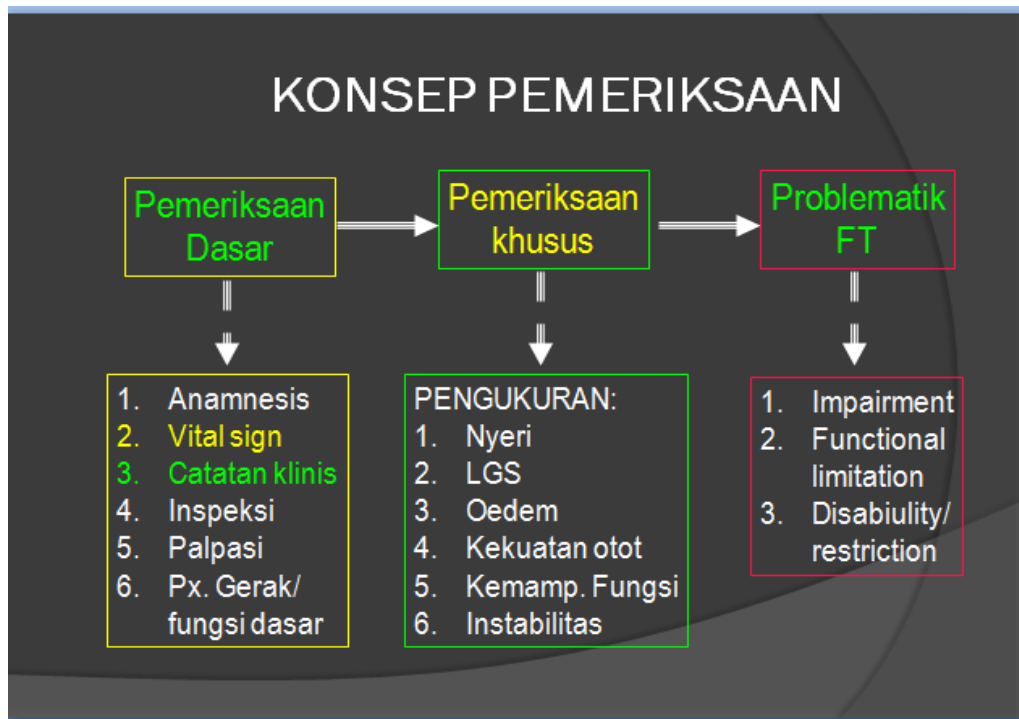 KONSEP PEMERIKSAAN
Pemeriksaan
Dasar
Pemeriksaan
khusus
Problematik
FT
1. Anamnesis
2. Vital sign
3. Catatan klinis
4. Inspeksi
5. Palpasi
6. Px. Gerak/
fungsi dasar
PENGUKURAN:
1. Nyeri
2. LGS
3. Oedem
4. Kekuatan otot
5. Kemamp. Fungsi
6. Instabilitas
1. Impairment
2. Functional
limitation
3. Disabiulity/
restriction